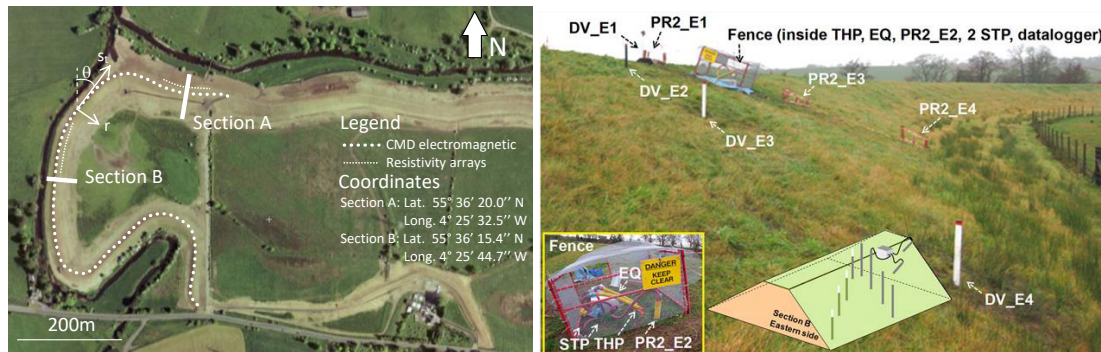 N
s
θ
r
Section A
Section B
Legend
CMD electromagnetic
Resistivity arrays
Coordinates
Section A: Lat. 55° 36’ 20.0’’ N
Long. 4° 25’ 32.5’’ W
Section B: Lat. 55° 36’ 15.4’’ N
Long. 4° 25’ 44.7’’ W
200m
DV_E1
PR2_E1
Fence (inside THP, EQ, PR2_E2, 2 STP, datalogger)
DV_E2
PR2_E3
DV_E3
PR2_E4
Fence
EQ
DANGER
KEEP
CLEAR
STP THP PR2_E2
Section B
Eastern side
DV_E4